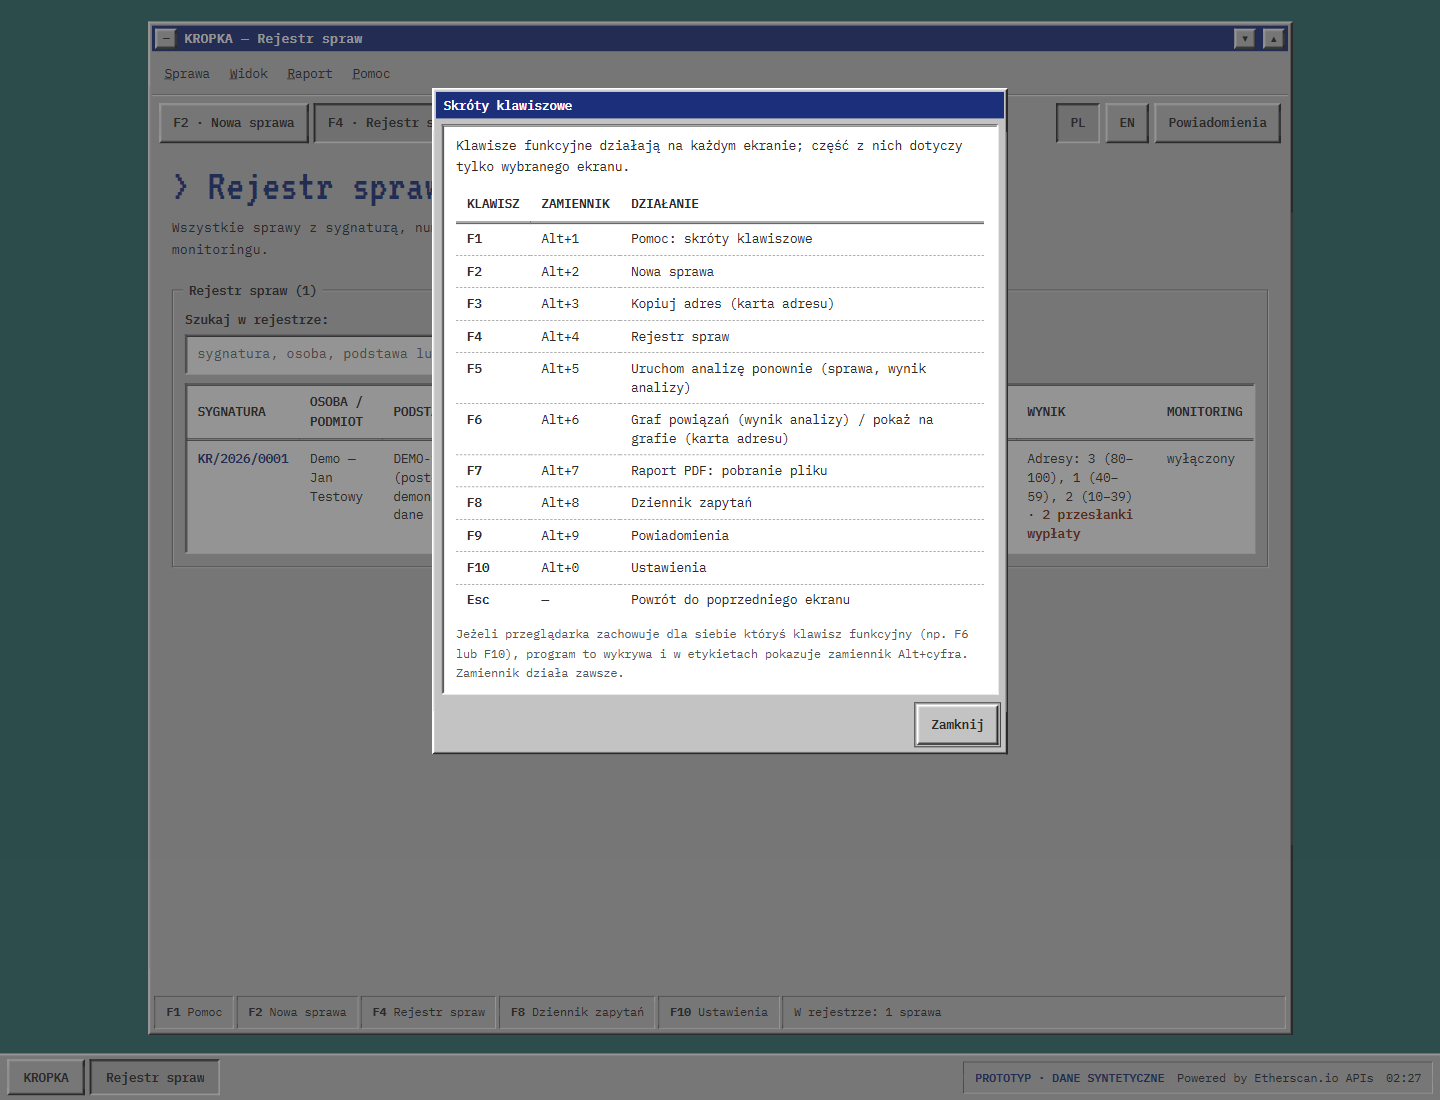 KROPKA — Rejestr spraw
Sprawa Widok Raport Pomoc
F2 · Nowa sprawa F4 · Rejestr s PL EN Powiadomienia
› Rejestr spraw
Wszystkie sprawy z sygnaturą,
monitoringu.
Rejestr spraw (1)
Szukaj w rejestrze:
sygnatura, osoba, podstawa lu
SYGNATURA OSOBA / PODMIOT PODST WYNIK MONITORING
KR/2026/0001 Demo — DEMO- Adresy: 3 (80– wyłączony
Jan (post 100), 1 (40–
Testowy demon 59), 2 (10–39)
dane · 2 przesłanki
wypłaty
Skróty klawiszowe
Klawisze funkcyjne działają na każdym ekranie; część z nich dotyczy
tylko wybranego ekranu.
KLAWISZ ZAMIENNIK DZIAŁANIE
F1 Alt+1 Pomoc: skróty klawiszowe
F2 Alt+2 Nowa sprawa
F3 Alt+3 Kopiuj adres (karta adresu)
F4 Alt+4 Rejestr spraw
F5 Alt+5 Uruchom analizę ponownie (sprawa, wynik
analizy)
F6 Alt+6 Graf powiązań (wynik analizy) / pokaż na
grafie (karta adresu)
F7 Alt+7 Raport PDF: pobranie pliku
F8 Alt+8 Dziennik zapytań
F9 Alt+9 Powiadomienia
F10 Alt+0 Ustawienia
Esc — Powrót do poprzedniego ekranu
Jeżeli przeglądarka zachowuje dla siebie któryś klawisz funkcyjny (np. F6
lub F10), program to wykrywa i w etykietach pokazuje zamiennik Alt+cyfra.
Zamiennik działa zawsze.
Zamknij
F1 Pomoc F2 Nowa sprawa F4 Rejestr spraw F8 Dziennik zapytań F10 Ustawienia W rejestrze: 1 sprawa
KROPKA Rejestr spraw PROTOTYP · DANE SYNTETYCZNE Powered by Etherscan.io APIs 02:27